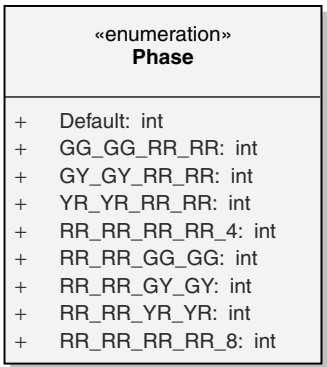 «enumeration»
Phase
+ Default: int
+ GG_GG_RR_RR: int
+ GY_GY_RR_RR: int
+ YR_YR_RR_RR: int
+ RR_RR_RR_RR_4: int
+ RR_RR_GG_GG: int
+ RR_RR_GY_GY: int
+ RR_RR_YR_YR: int
+ RR_RR_RR_RR_8: int